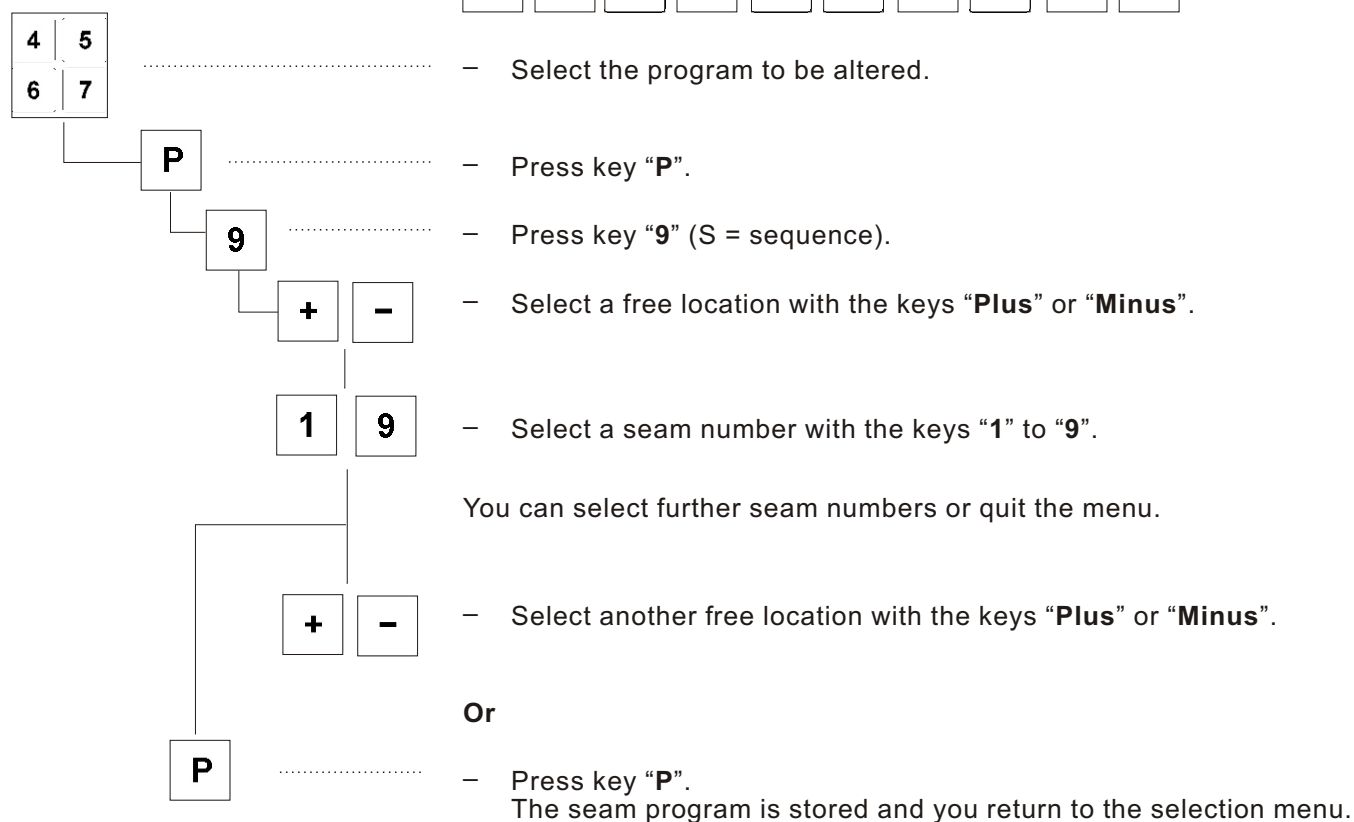 4 5
6 7
– Select the program to be altered.
P
– Press key “P”.
9
– Press key “9” (S = sequence).
+ −
– Select a free location with the keys “Plus” or “Minus”.
1 9
– Select a seam number with the keys “1” to “9”.
You can select further seam numbers or quit the menu.
+ −
– Select another free location with the keys “Plus” or “Minus”.
Or
P
– Press key “P”.
The seam program is stored and you return to the selection menu.